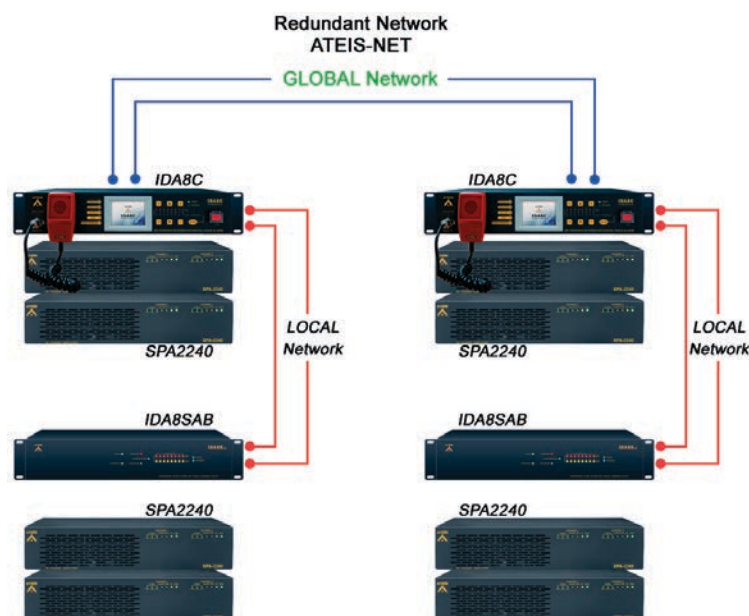 Redundant Network
ATEIS-NET
GLOBAL Network
IDA8C
IDA8C
LOCAL
Network
LOCAL
Network
SPA2240
SPA2240
IDA8SAB
IDA8SAB
SPA2240
SPA2240